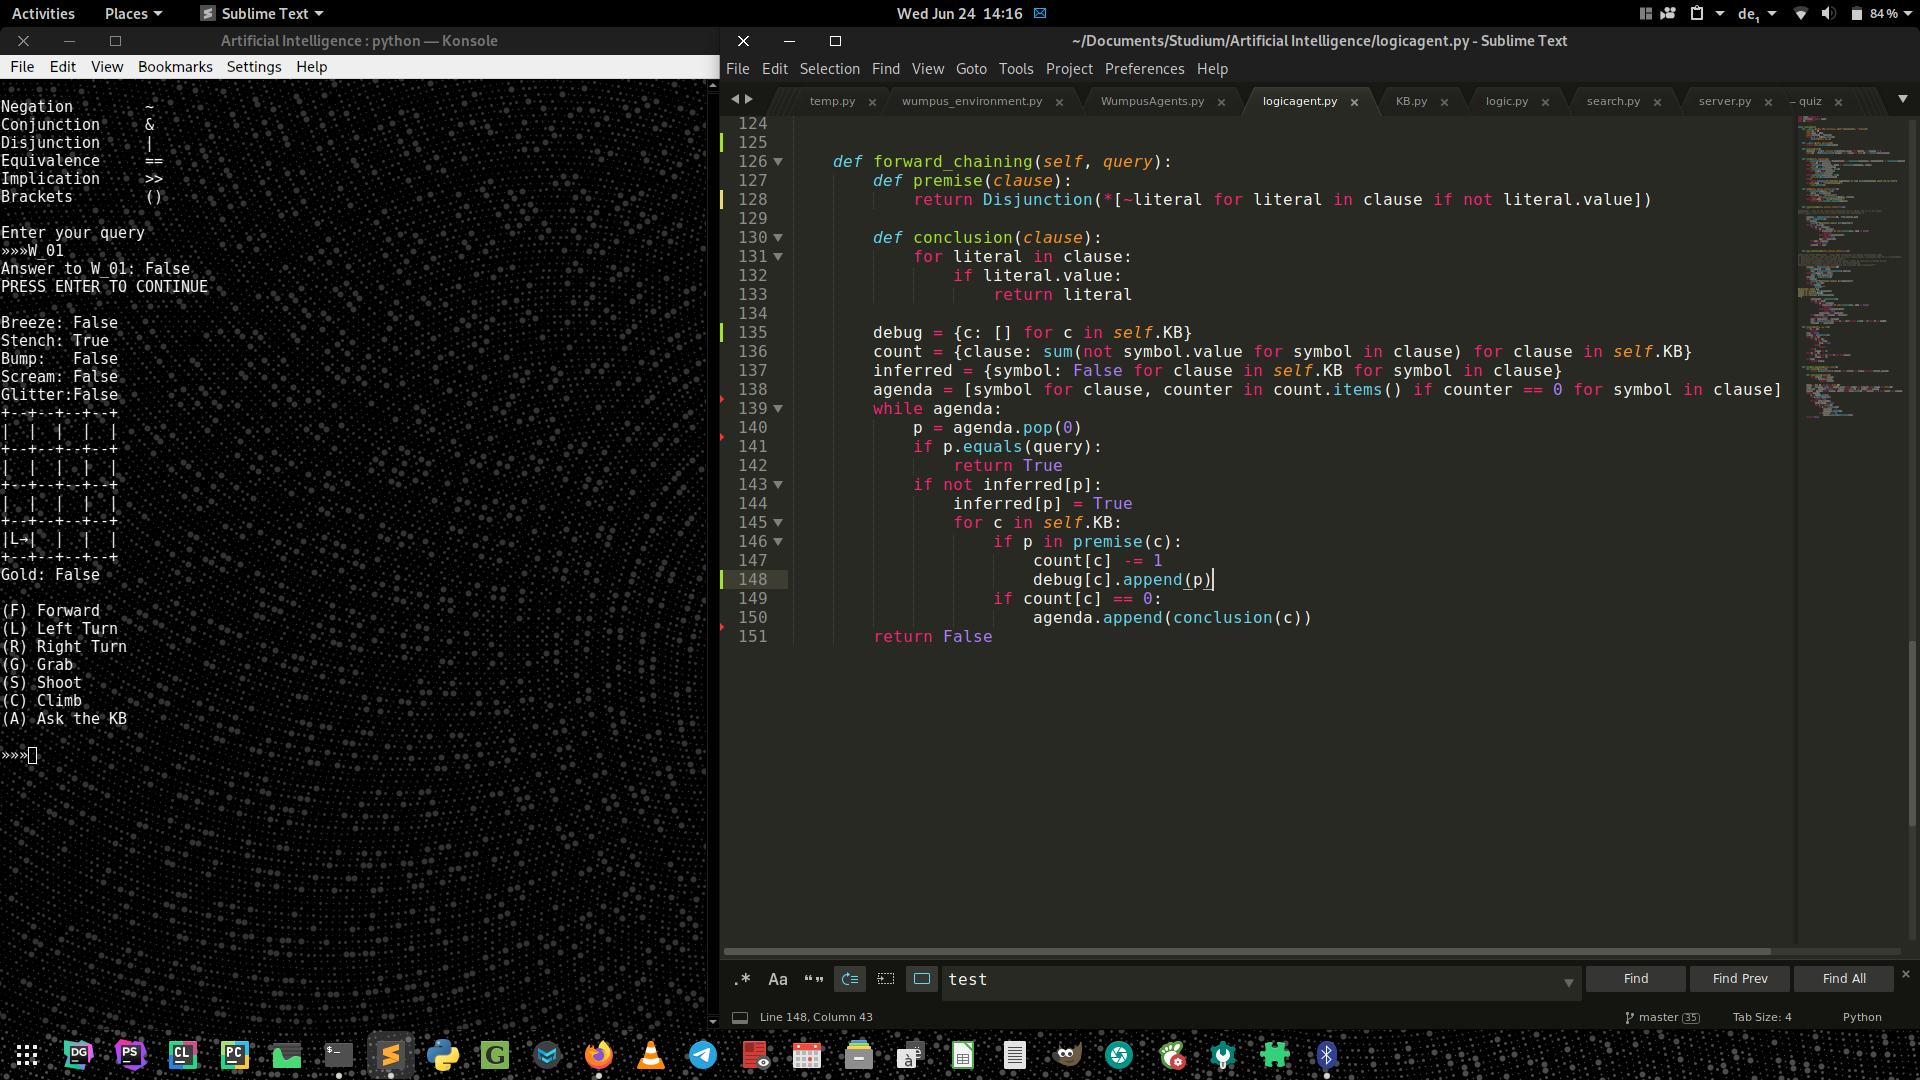 Activities Places Sublime Text Wed Jun 24 14:16 de1 84 %
Artificial Intelligence : python — Konsole
File Edit View Bookmarks Settings Help
Negation ~
Conjunction &
Disjunction |
Equivalence ==
Implication >>
Brackets ()
Enter your query
»»»W_01
Answer to W_01: False
PRESS ENTER TO CONTINUE
Breeze: False
Stench: True
Bump: False
Scream: False
Glitter:False
+--+--+--+--+
| | | | |
+--+--+--+--+
| | | | |
+--+--+--+--+
| | | | |
+--+--+--+--+
|L→| | | |
+--+--+--+--+
Gold: False
(F) Forward
(L) Left Turn
(R) Right Turn
(G) Grab
(S) Shoot
(C) Climb
(A) Ask the KB
»»»
~/Documents/Studium/Artificial Intelligence/logicagent.py - Sublime Text
File Edit Selection Find View Goto Tools Project Preferences Help
temp.py wumpus_environment.py WumpusAgents.py logicagent.py KB.py logic.py search.py server.py — quiz
124
125
126 def forward_chaining(self, query):
127 def premise(clause):
128 return Disjunction(*[~literal for literal in clause if not literal.value])
129
130 def conclusion(clause):
131 for literal in clause:
132 if literal.value:
133 return literal
134
135 debug = {c: [] for c in self.KB}
136 count = {clause: sum(not symbol.value for symbol in clause) for clause in self.KB}
137 inferred = {symbol: False for clause in self.KB for symbol in clause}
138 agenda = [symbol for clause, counter in count.items() if counter == 0 for symbol in clause]
139 while agenda:
140 p = agenda.pop(0)
141 if p.equals(query):
142 return True
143 if not inferred[p]:
144 inferred[p] = True
145 for c in self.KB:
146 if p in premise(c):
147 count[c] -= 1
148 debug[c].append(p)
149 if count[c] == 0:
150 agenda.append(conclusion(c))
151 return False
.* Aa “” test Find Find Prev Find All
Line 148, Column 43 master 35 Tab Size: 4 Python
DG PS CL PC $_ G à è